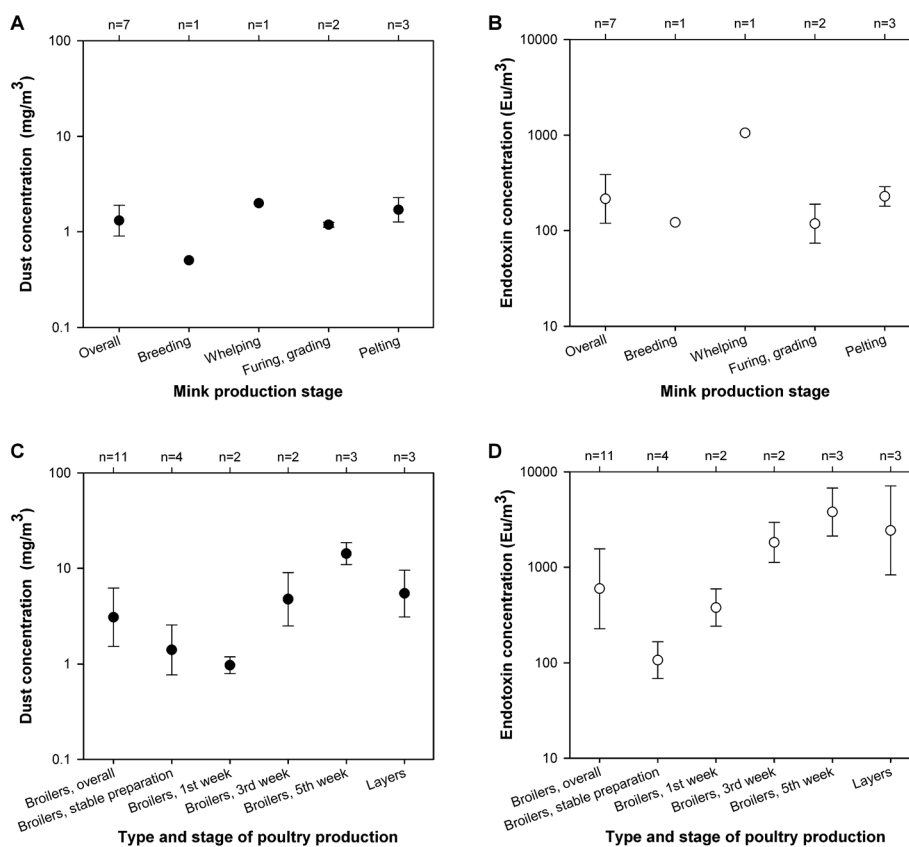 A
n=7 n=1 n=1 n=2 n=3
100
10
1
0.1
Dust concentration (mg/m³)
Overall
Breeding
Whelping
Furing, grading
Pelting
Mink production stage
B
n=7 n=1 n=1 n=2 n=3
10000
1000
100
10
Endotoxin concentration (Eu/m³)
Overall
Breeding
Whelping
Furing, grading
Pelting
Mink production stage
C
n=11 n=4 n=2 n=2 n=3 n=3
100
10
1
0.1
Dust concentration (mg/m³)
Broilers, overall
Broilers, stable preparation
Broilers, 1st week
Broilers, 3rd week
Broilers, 5th week
Layers
Type and stage of poultry production
D
n=11 n=4 n=2 n=2 n=3 n=3
10000
1000
100
10
Endotoxin concentration (Eu/m³)
Broilers, overall
Broilers, stable preparation
Broilers, 1st week
Broilers, 3rd week
Broilers, 5th week
Layers
Type and stage of poultry production